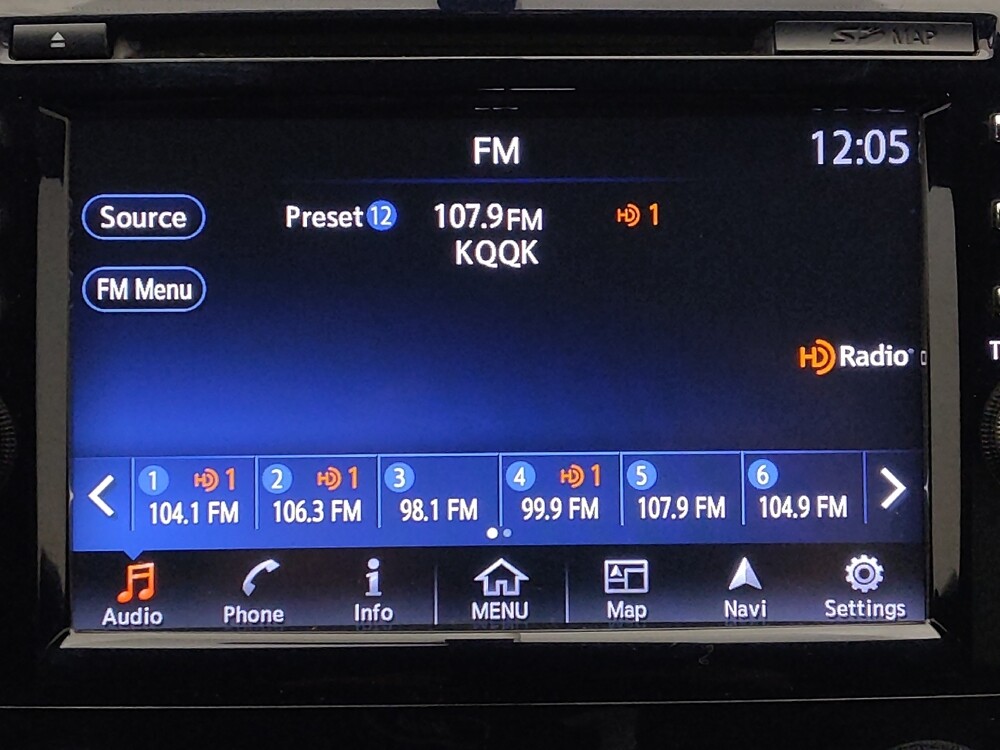 SD MAP
FM
12:05
Source
Preset 12 107.9 FM HD 1
KQQK
FM Menu
HD Radio
1 HD 1 2 HD 1 3 4 HD 1 5 6
104.1 FM 106.3 FM 98.1 FM 99.9 FM 107.9 FM 104.9 FM
Audio Phone Info MENU Map Navi Settings
T